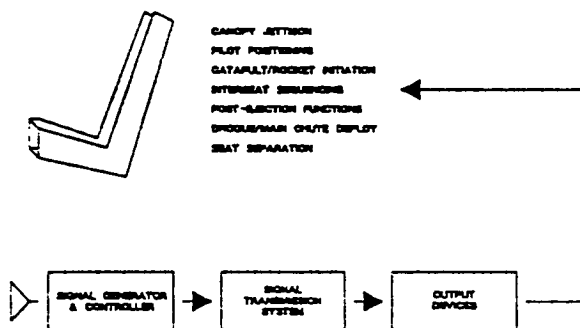 CANOPY JETTISON
PILOT POSITIONING
CATAPULT/ROCKET INITIATION
INTERSEAT SEQUENCING
POST-EJECTION FUNCTIONS
DROGUE/MAIN CHUTE DEPLOY
SEAT SEPARATION
SIGNAL GENERATOR
& CONTROLLER
SIGNAL
TRANSMISSION
SYSTEM
OUTPUT
DEVICES